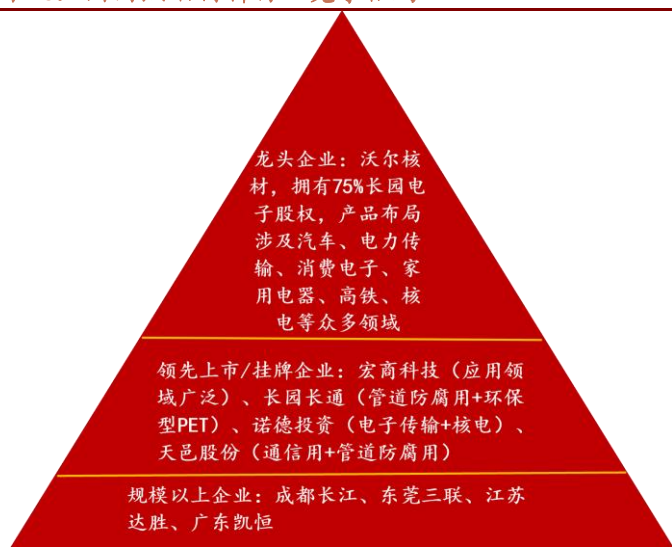 龙头企业：沃尔核
材，拥有75%长园电
子股权，产品布局
涉及汽车、电力传
输、消费电子、家
用电器、高铁、核
电等众多领域
领先上市/挂牌企业：宏商科技（应用领
域广泛）、长园长通（管道防腐用+环保
型PET）、诺德投资（电子传输+核电）、
天邑股份（通信用+管道防腐用）
规模以上企业：成都长江、东莞三联、江苏
达胜、广东凯恒